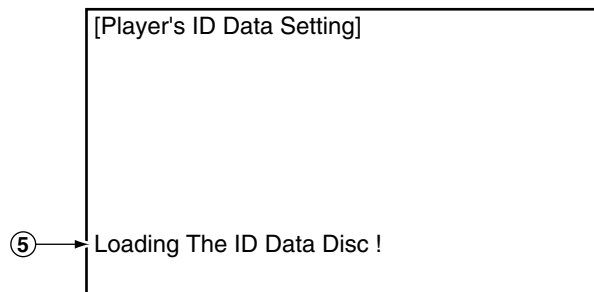 [Player's ID Data Setting]
⑤ Loading The ID Data Disc !